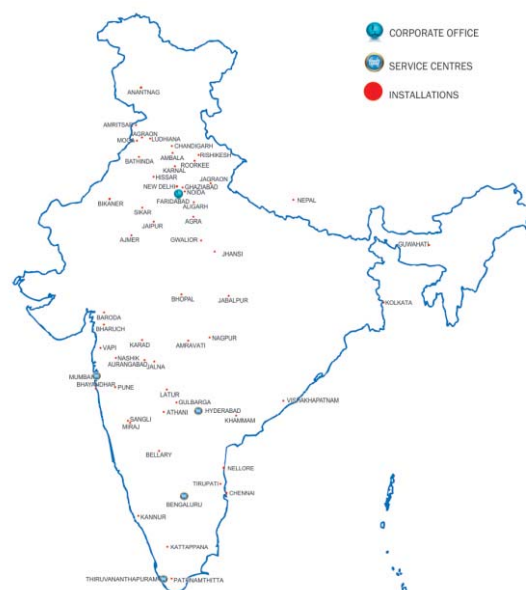 CORPORATE OFFICE
SERVICE CENTRES
INSTALLATIONS
ANANTNAG
AMRITSAR
JAGRAON
LUDHIANA
MOGA
CHANDIGARH
AMBALA
RISHIKESH
BATHINDA
ROORKEE
KARNAL
HISSAR
JAGRAON
NEW DELHI
GHAZIABAD
NOIDA
BIKANER
FARIDABAD
NEPAL
ALIGARH
SIKAR
AGRA
JAIPUR
AJMER
GWALIOR
GUWAHATI
JHANSI
BHOPAL
JABALPUR
KOLKATA
BARODA
BHARUCH
NAGPUR
VAPI
KARAD
AMRAVATI
NASHIK
AURANGABAD
JALNA
MUMBAI
BHAYANDHAR
PUNE
LATUR
GULBARGA
VISHAKHAPATNAM
ATHANI
HYDERABAD
KHAMMAM
SANGLI
MIRAJ
BELLARY
NELLORE
TIRUPATI
CHENNAI
BENGALURU
KANNUR
KATTAPPANA
THIRUVANANTHAPURAM
PATHNAMTHITTA